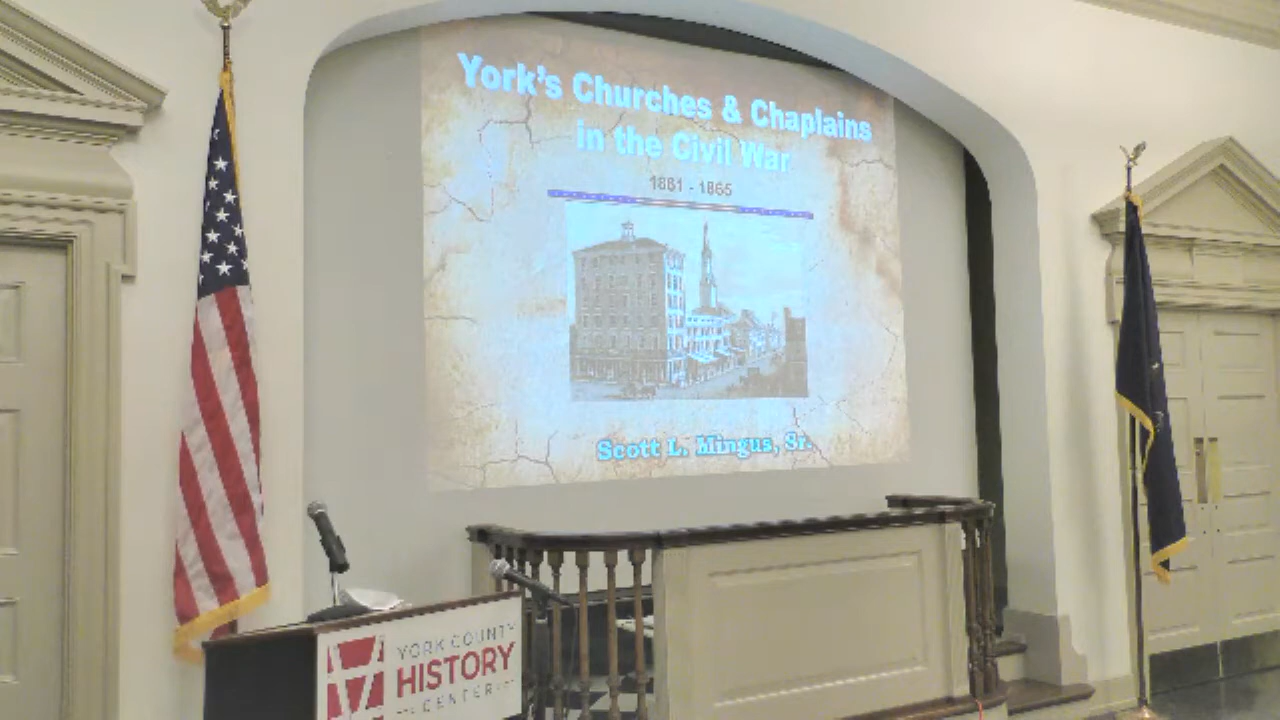 York's Churches & Chaplains
in the Civil War
1861 - 1865
Scott L. Mingus, Sr.
YORK COUNTY
HISTORY
CENTER